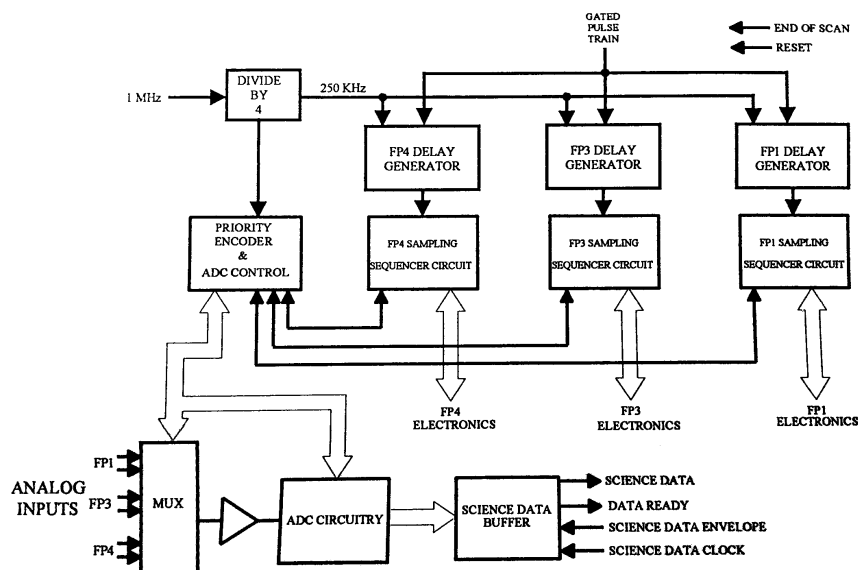 GATED
PULSE
TRAIN
END OF SCAN
RESET
1 MHz
DIVIDE
BY
4
250 KHz
FP4 DELAY
GENERATOR
FP3 DELAY
GENERATOR
FP1 DELAY
GENERATOR
PRIORITY
ENCODER
&
ADC CONTROL
FP4 SAMPLING
SEQUENCER CIRCUIT
FP3 SAMPLING
SEQUENCER CIRCUIT
FP1 SAMPLING
SEQUENCER CIRCUIT
FP4
ELECTRONICS
FP3
ELECTRONICS
FP1
ELECTRONICS
ANALOG
INPUTS
FP1
FP3
FP4
MUX
ADC CIRCUITRY
SCIENCE DATA
BUFFER
SCIENCE DATA
DATA READY
SCIENCE DATA ENVELOPE
SCIENCE DATA CLOCK